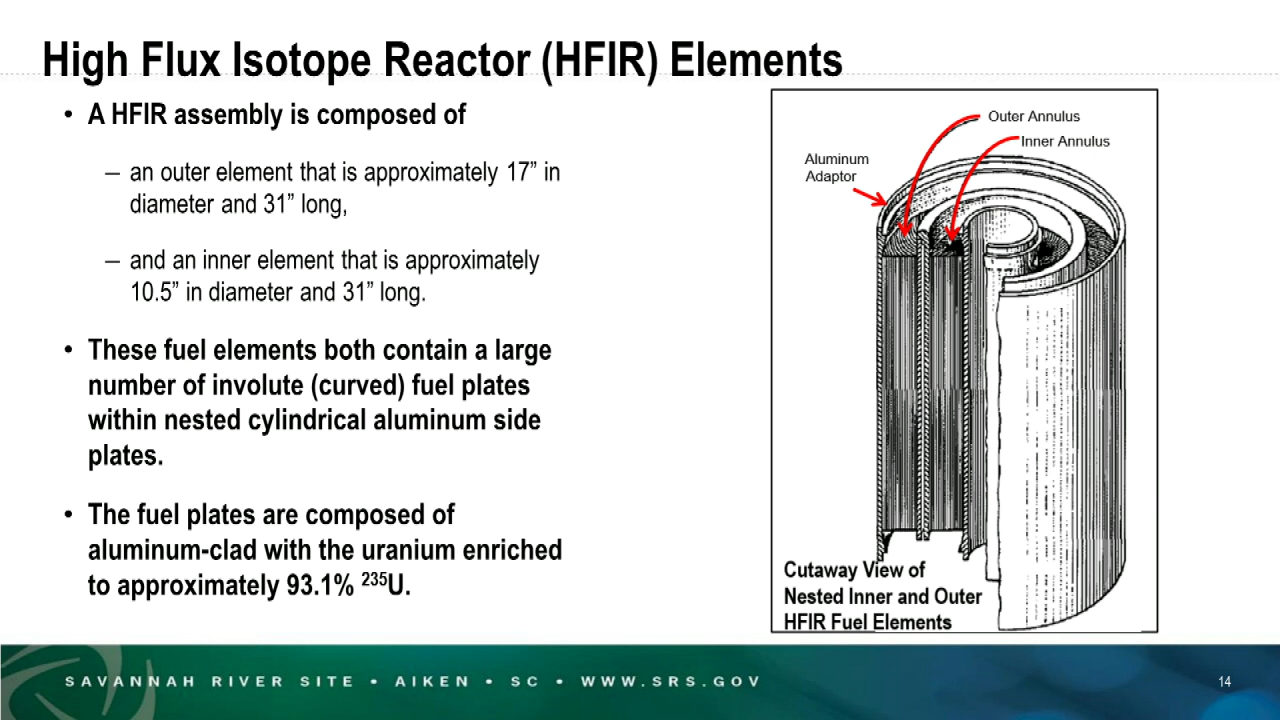 High Flux Isotope Reactor (HFIR) Elements
• A HFIR assembly is composed of
– an outer element that is approximately 17” in
diameter and 31” long,
– and an inner element that is approximately
10.5” in diameter and 31” long.
• These fuel elements both contain a large
number of involute (curved) fuel plates
within nested cylindrical aluminum side
plates.
• The fuel plates are composed of
aluminum-clad with the uranium enriched
to approximately 93.1% ²³⁵U.
Outer Annulus
Inner Annulus
Aluminum
Adaptor
Cutaway View of
Nested Inner and Outer
HFIR Fuel Elements
SAVANNAH RIVER SITE • AIKEN • SC • WWW.SRS.GOV
14